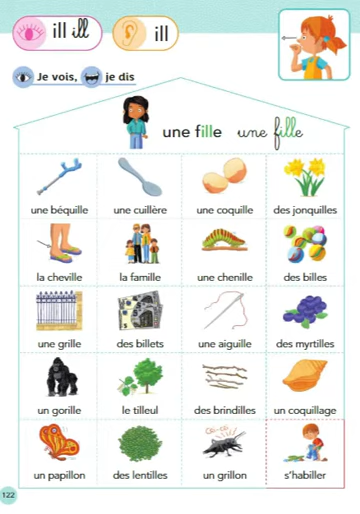 ill ill
ill
Je vois, je dis
une fille une fille
une béquille une cuillère une coquille des jonquilles
la cheville la famille une chenille des billes
une grille des billets une aiguille des myrtilles
un gorille le tilleul des brindilles un coquillage
cri-cri
un papillon des lentilles un grillon s'habiller
122